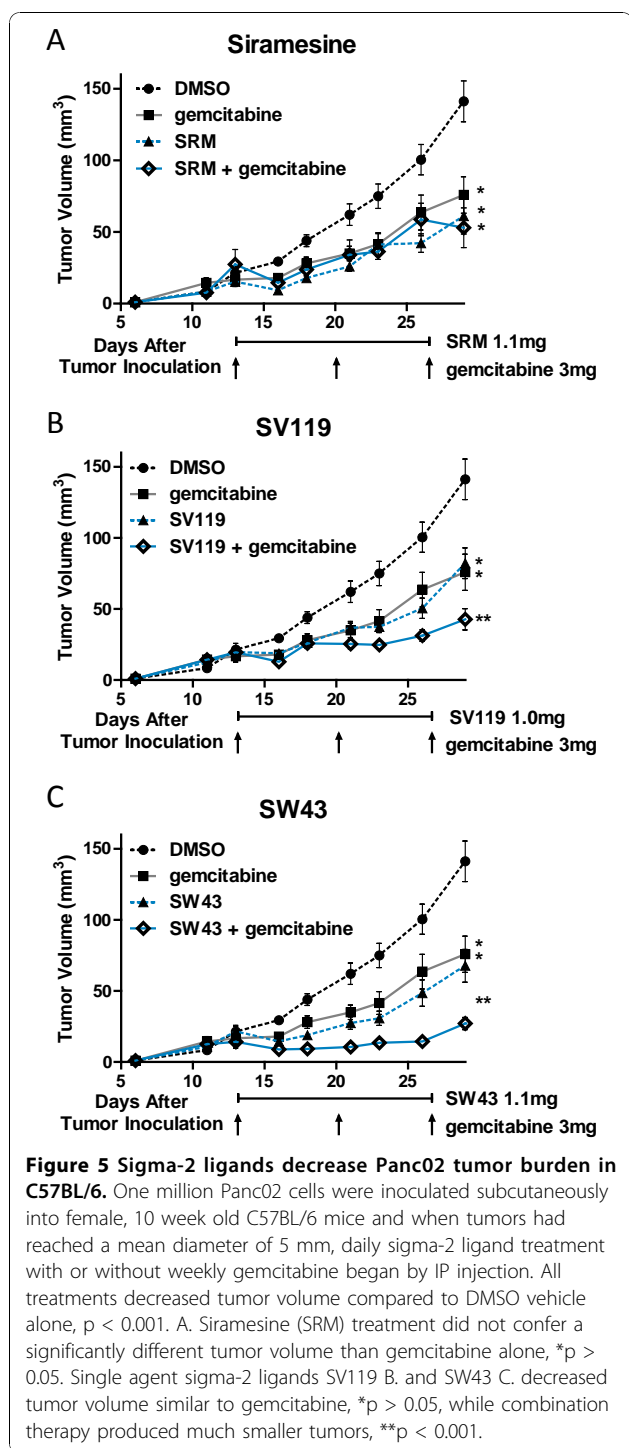 A
Siramesine
DMSO
gemcitabine
SRM
SRM + gemcitabine
Tumor Volume (mm³)
150
100
50
0
5 10 15 20 25
*
*
*
Days After
Tumor Inoculation
SRM 1.1mg
gemcitabine 3mg
B
SV119
DMSO
gemcitabine
SV119
SV119 + gemcitabine
Tumor Volume (mm³)
150
100
50
0
5 10 15 20 25
*
*
**
Days After
Tumor Inoculation
SV119 1.0mg
gemcitabine 3mg
C
SW43
DMSO
gemcitabine
SW43
SW43 + gemcitabine
Tumor Volume (mm³)
150
100
50
0
5 10 15 20 25
*
*
**
Days After
Tumor Inoculation
SW43 1.1mg
gemcitabine 3mg
Figure 5 Sigma-2 ligands decrease Panc02 tumor burden in
C57BL/6. One million Panc02 cells were inoculated subcutaneously
into female, 10 week old C57BL/6 mice and when tumors had
reached a mean diameter of 5 mm, daily sigma-2 ligand treatment
with or without weekly gemcitabine began by IP injection. All
treatments decreased tumor volume compared to DMSO vehicle
alone, p < 0.001. A. Siramesine (SRM) treatment did not confer a
significantly different tumor volume than gemcitabine alone, *p >
0.05. Single agent sigma-2 ligands SV119 B. and SW43 C. decreased
tumor volume similar to gemcitabine, *p > 0.05, while combination
therapy produced much smaller tumors, **p < 0.001.